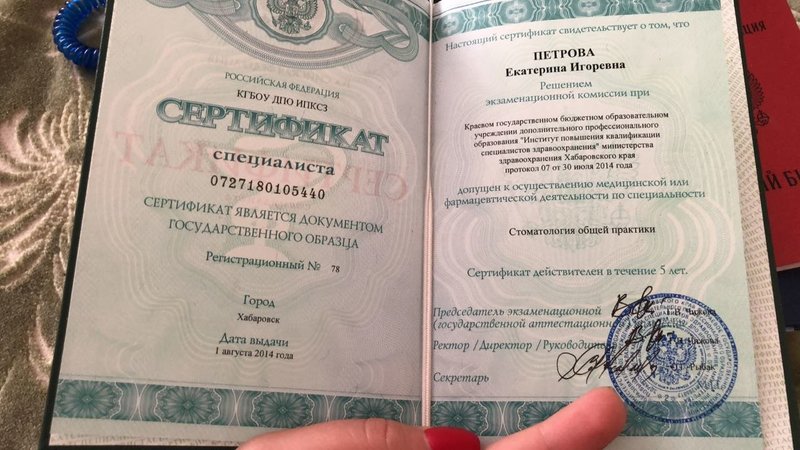 РОССИЙСКАЯ ФЕДЕРАЦИЯ
КГБОУ ДПО ИПКСЗ
СЕРТИФИКАТ
специалиста
0727180105440
СЕРТИФИКАТ ЯВЛЯЕТСЯ ДОКУМЕНТОМ
ГОСУДАРСТВЕННОГО ОБРАЗЦА
Регистрационный № 78
Город
Хабаровск
Дата выдачи
1 августа 2014 года
Настоящий сертификат свидетельствует о том, что
ПЕТРОВА
Екатерина Игоревна
Решением
экзаменационной комиссии при
Краевом государственном бюджетном образовательном
учреждении дополнительного профессионального
образования "Институт повышения квалификации
специалистов здравоохранения" министерства
здравоохранения Хабаровского края
протокол 07 от 30 июля 2014 года
допущен к осуществлению медицинской или
фармацевтической деятельности по специальности
Стоматология общей практики
Сертификат действителен в течение 5 лет.
Председатель экзаменационной
(государственной аттестационной
Ректор /Директор /Руководитель
Секретарь